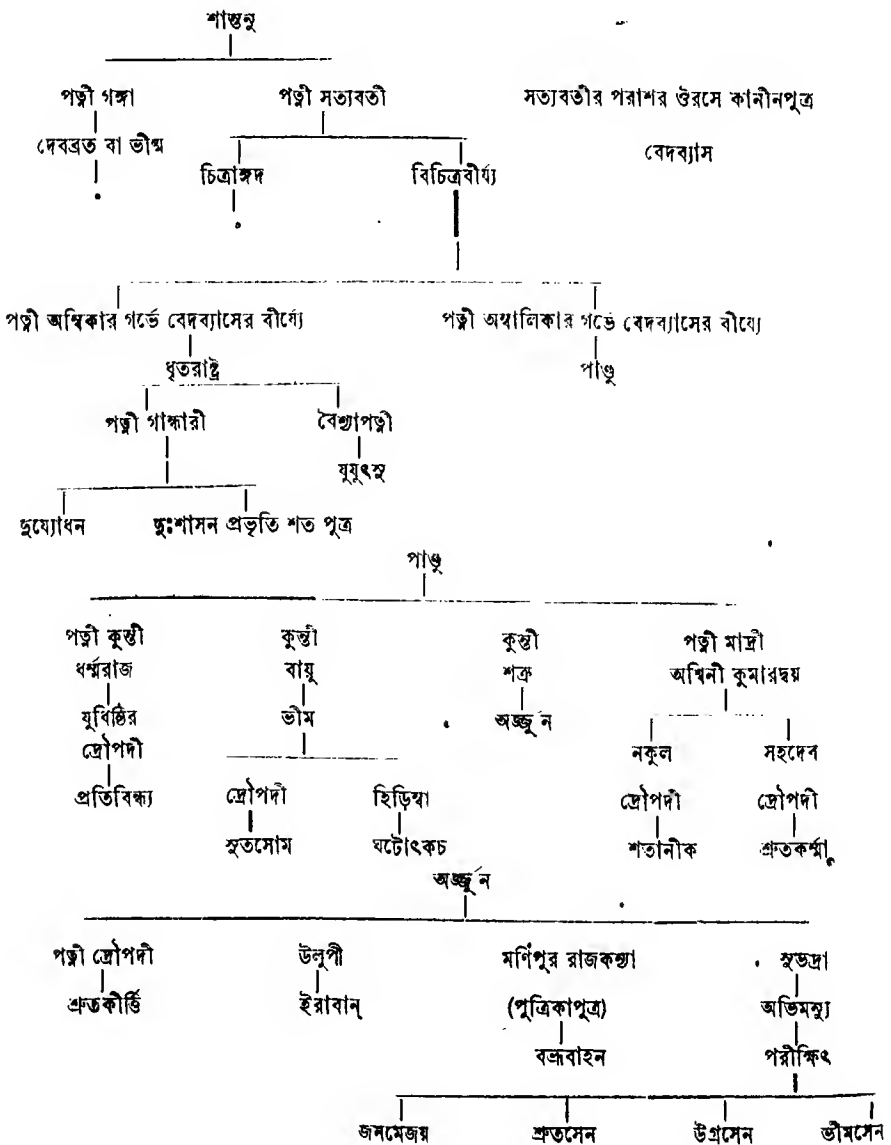 শান্তনু
পত্নী গঙ্গা পত্নী সত্যবতী সত্যবতীর পরাশর ঔরসে কানীনপুত্র
দেবব্রত বা ভীষ্ম বেদব্যাস
চিত্রাঙ্গদ বিচিত্রবীর্য্য
পত্নী অম্বিকার গর্ভে বেদব্যাসের বীর্য্যে পত্নী অম্বালিকার গর্ভে বেদব্যাসের বীর্য্যে
ধৃতরাষ্ট্র পাণ্ডু
পত্নী গান্ধারী বৈশ্যাপত্নী
যুযুৎসু
দুর্য্যোধন দুঃশাসন প্রভৃতি শত পুত্র
পাণ্ডু
পত্নী কুন্তী কুন্তী কুন্তী পত্নী মাদ্রী
ধর্ম্মরাজ বায়ু শক্র অশ্বিনী কুমারদ্বয়
যুধিষ্ঠির ভীম অর্জ্জুন
দ্রৌপদী নকুল সহদেব
প্রতিবিন্ধ্য দ্রৌপদী হিড়িম্বা দ্রৌপদী দ্রৌপদী
সুতসোম ঘটোৎকচ শতানীক শ্রুতকর্ম্মা
অর্জ্জুন
পত্নী দ্রৌপদী উলুপী মণিপুর রাজকন্যা সুভদ্রা
শ্রুতকীর্ত্তি ইরাবান্ (পুত্রিকাপুত্র) অভিমন্যু
বভ্রুবাহন পরীক্ষিৎ
জনমেজয় শ্রুতসেন উগ্রসেন ভীমসেন